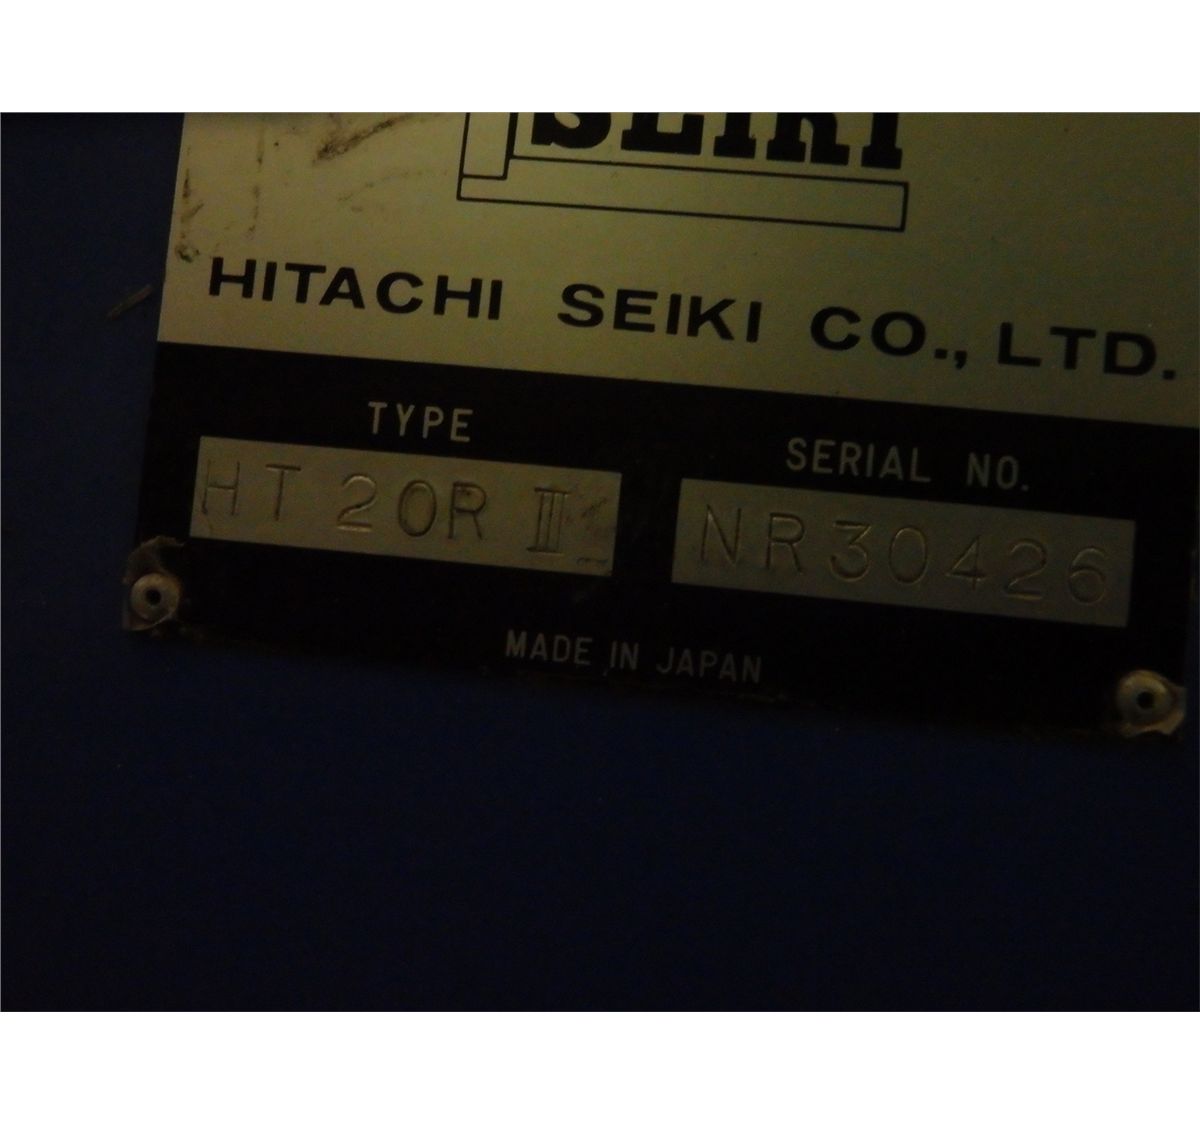 SEIKI
HITACHI SEIKI CO., LTD.
TYPE
HT 20R III
SERIAL NO.
NR30426
MADE IN JAPAN